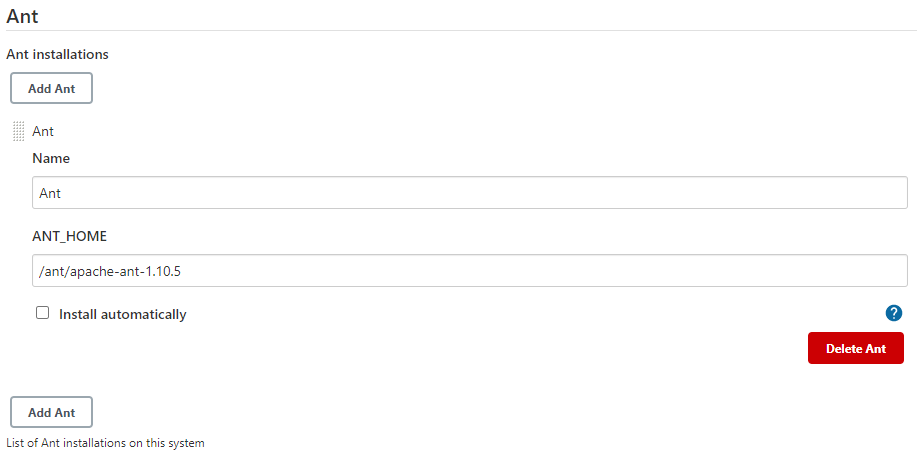 Ant
Ant installations
Add Ant
Ant
Name
Ant
ANT_HOME
/ant/apache-ant-1.10.5
Install automatically
?
Delete Ant
Add Ant
List of Ant installations on this system